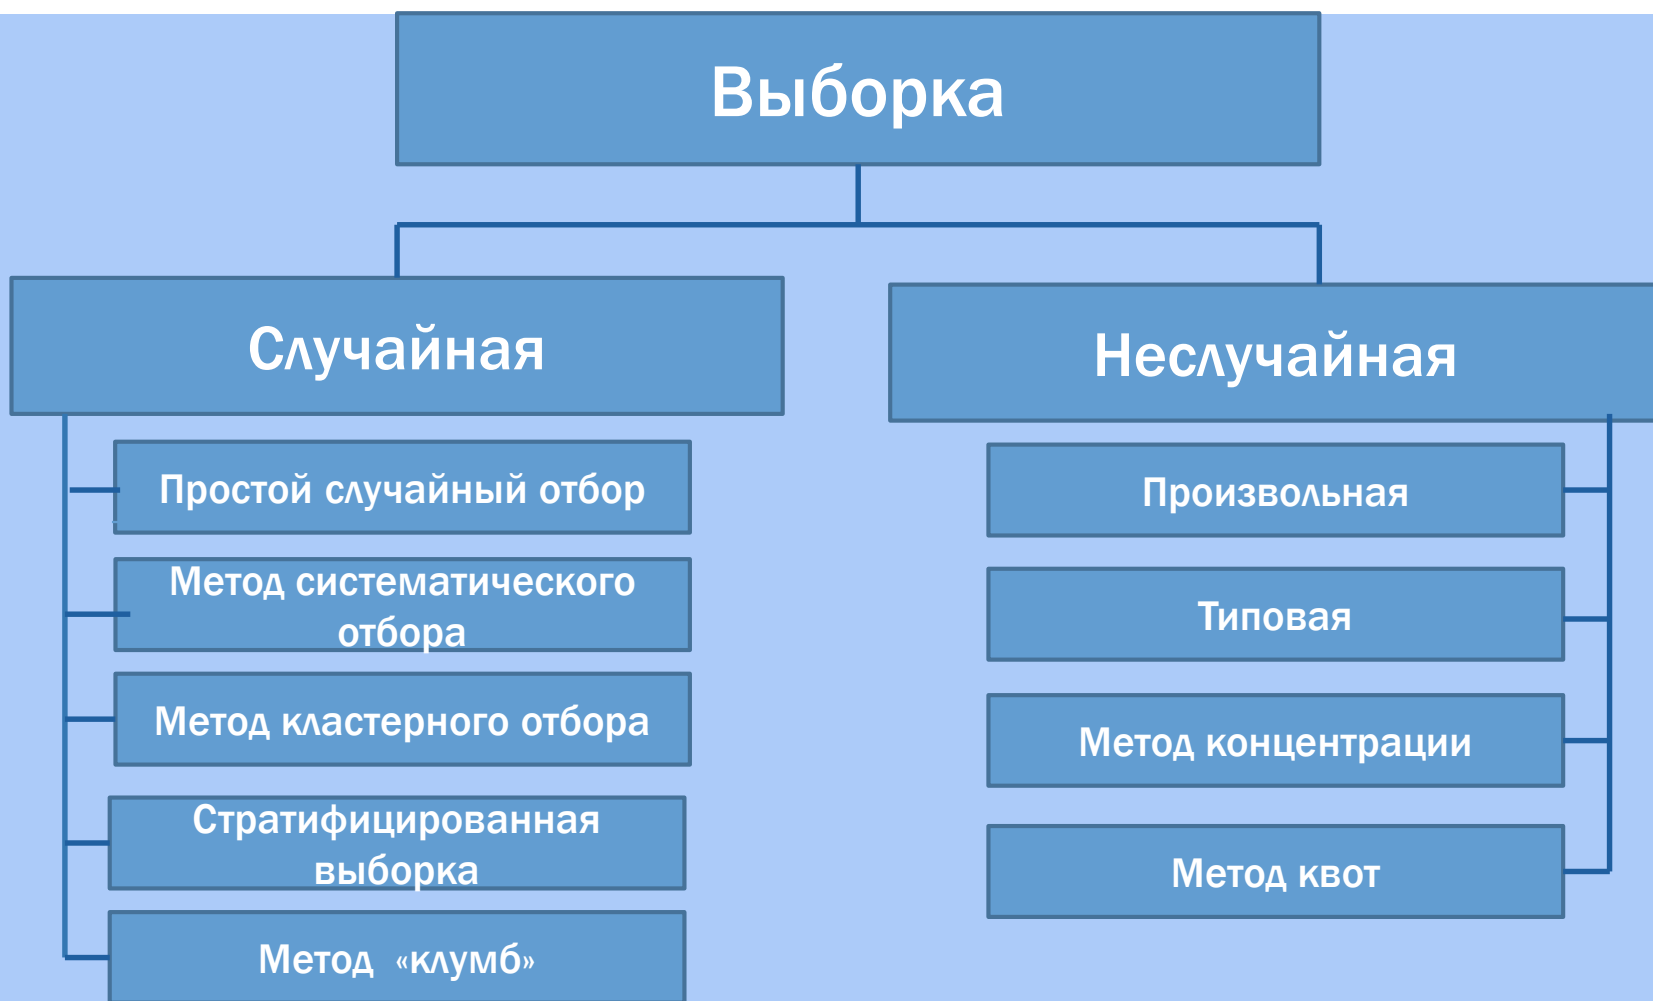 Выборка
Случайная
Простой случайный отбор
Метод систематического
отбора
Метод кластерного отбора
Стратифицированная
выборка
Метод «клумб»
Неслучайная
Произвольная
Типовая
Метод концентрации
Метод квот